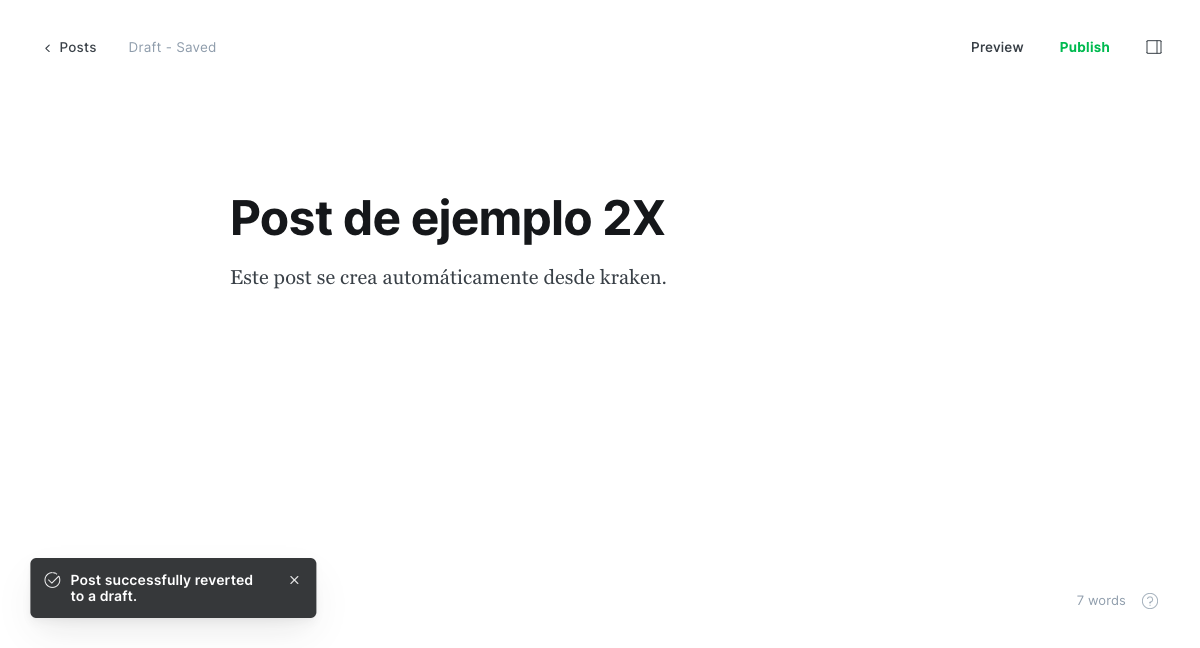 Posts
Draft - Saved
Preview
Publish
Post de ejemplo 2X
Este post se crea automáticamente desde kraken.
Post successfully reverted
to a draft.
7 words
?